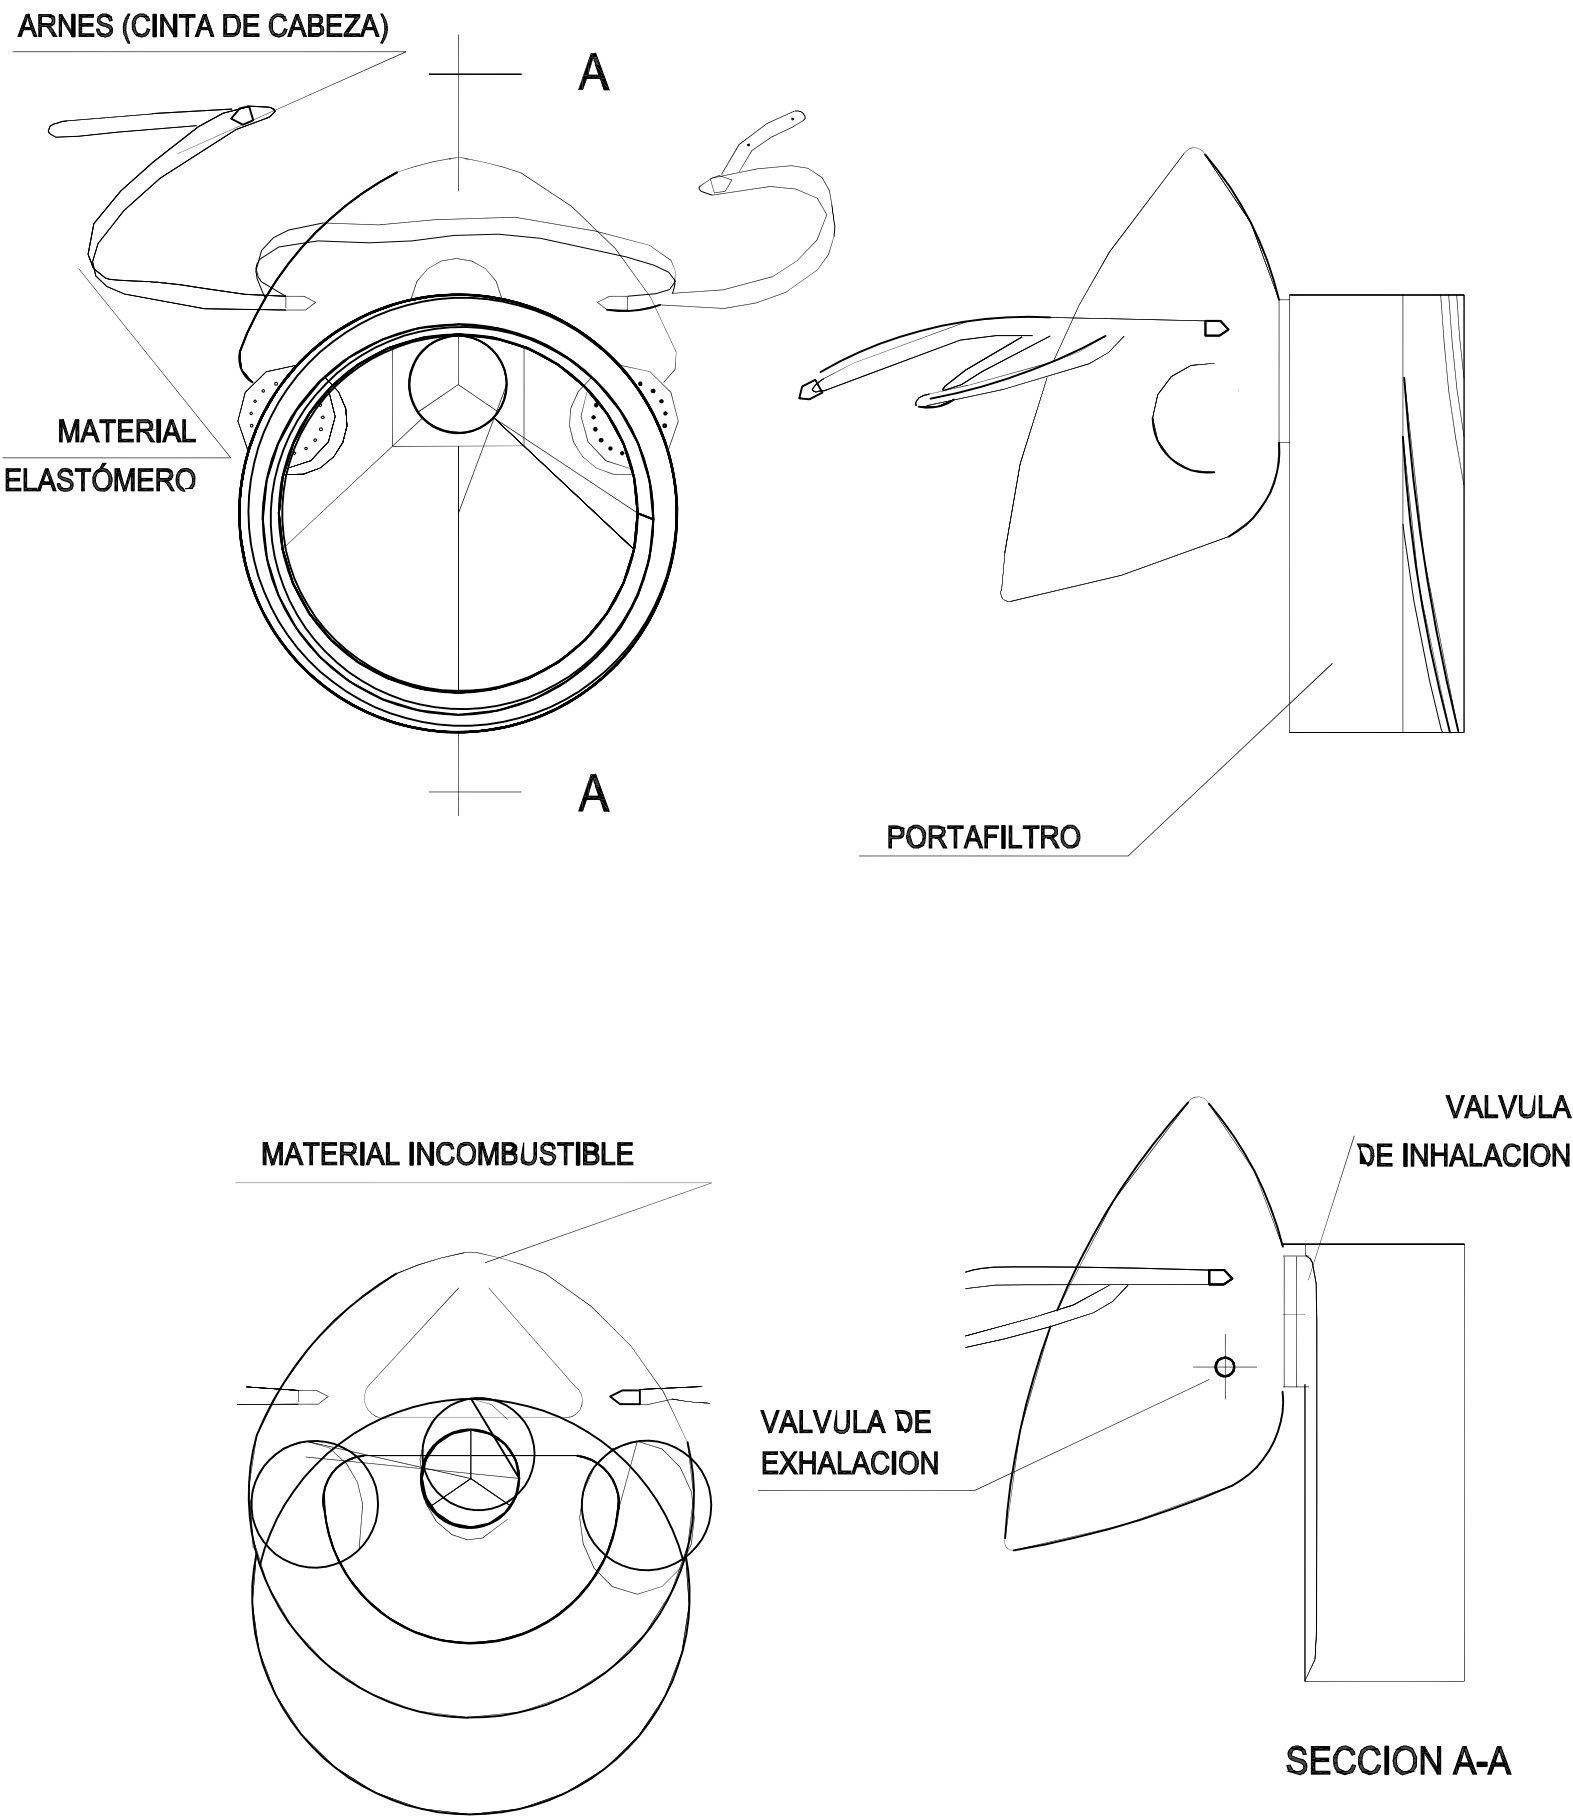 ARNES (CINTA DE CABEZA)
A
MATERIAL
ELASTÓMERO
A
PORTAFILTRO
MATERIAL INCOMBUSTIBLE
VALVULA
DE INHALACION
VALVULA DE
EXHALACION
SECCION A-A